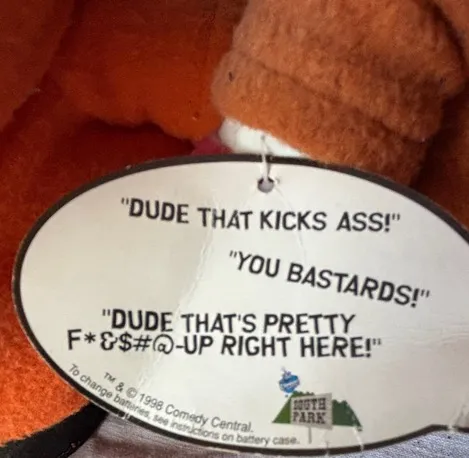 "DUDE THAT KICKS ASS!"
"YOU BASTARDS!"
"DUDE THAT'S PRETTY
F*&$#@-UP RIGHT HERE!"
TM & © 1998 Comedy Central.
To change batteries, see instructions on battery case.
SOUTH
PARK